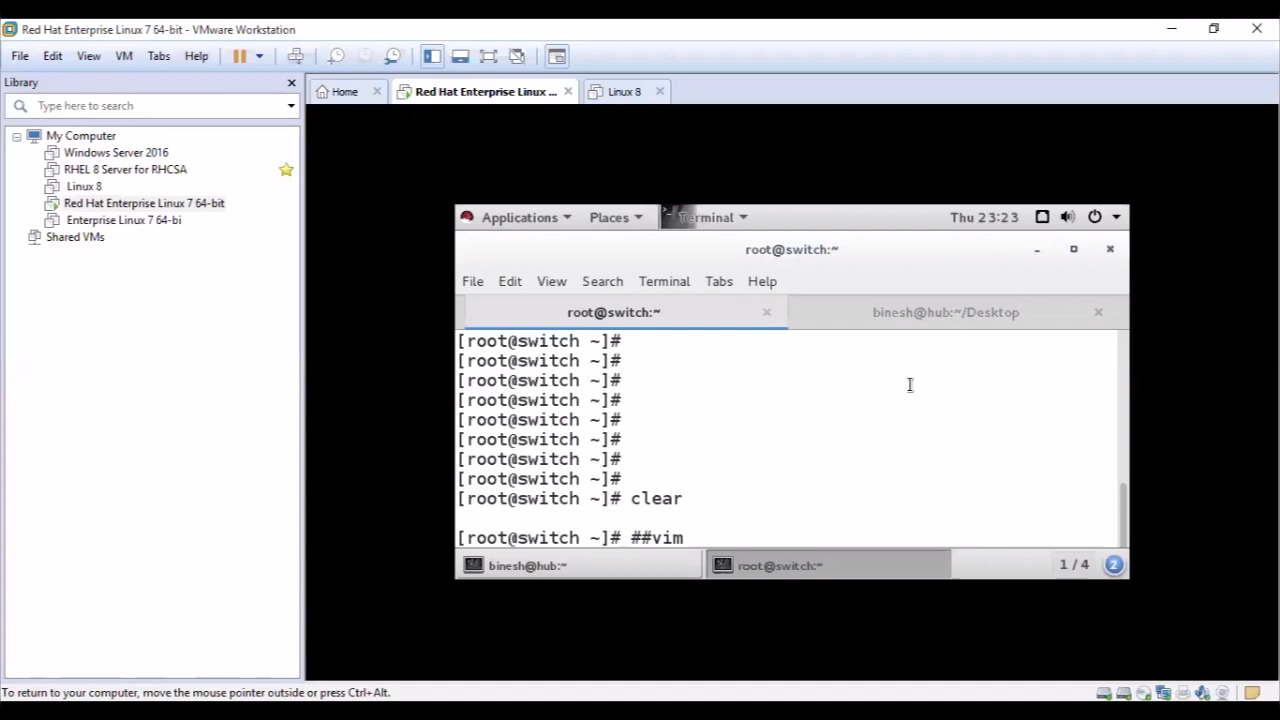 Red Hat Enterprise Linux 7 64-bit - VMware Workstation
File Edit View VM Tabs Help
Library
Type here to search
My Computer
Windows Server 2016
RHEL 8 Server for RHCSA
Linux 8
Red Hat Enterprise Linux 7 64-bit
Enterprise Linux 7 64-bi
Shared VMs
Home
Red Hat Enterprise Linux ...
Linux 8
Applications Places Terminal Thu 23:23
root@switch:~
File Edit View Search Terminal Tabs Help
root@switch:~ binesh@hub:~/Desktop
[root@switch ~]#
[root@switch ~]#
[root@switch ~]#
[root@switch ~]#
[root@switch ~]#
[root@switch ~]#
[root@switch ~]#
[root@switch ~]#
[root@switch ~]# clear
[root@switch ~]# ##vim
binesh@hub:~ root@switch:~ 1 / 4 2
To return to your computer, move the mouse pointer outside or press Ctrl+Alt.